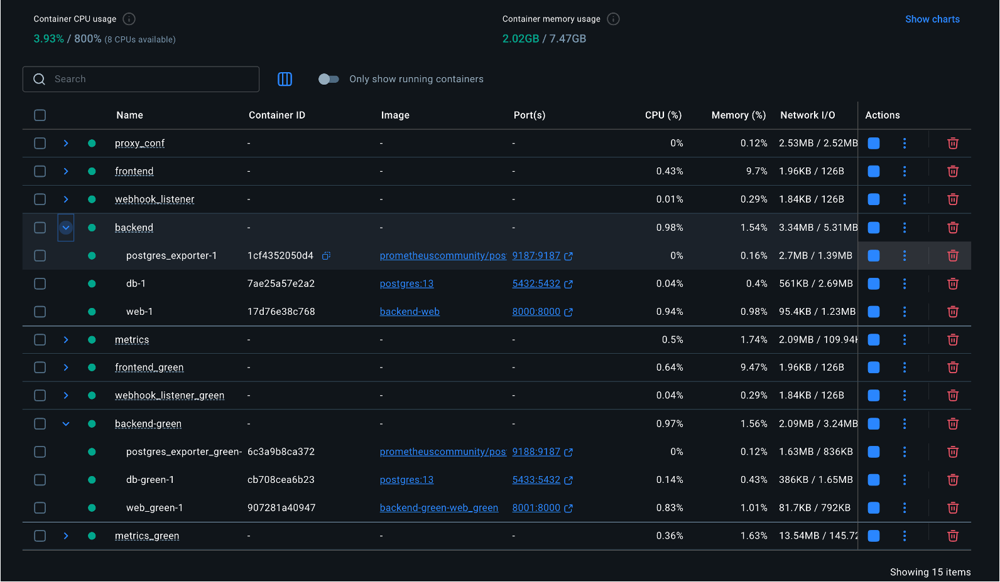 Container CPU usage
3.93% / 800% (8 CPUs available)
Container memory usage
2.02GB / 7.47GB
Show charts
Search
Only show running containers
Name Container ID Image Port(s) CPU (%) Memory (%) Network I/O Actions
proxy_conf - - - 0% 0.12% 2.53MB / 2.52MB
frontend - - - 0.43% 9.7% 1.96KB / 126B
webhook_listener - - - 0.01% 0.29% 1.84KB / 126B
backend - - - 0.98% 1.54% 3.34MB / 5.31MB
postgres_exporter-1 1cf4352050d4 prometheuscommunity/pos 9187:9187 0% 0.16% 2.7MB / 1.39MB
db-1 7ae25a57e2a2 postgres:13 5432:5432 0.04% 0.4% 561KB / 2.69MB
web-1 17d76e38c768 backend-web 8000:8000 0.94% 0.98% 95.4KB / 1.23MB
metrics - - - 0.5% 1.74% 2.09MB / 109.94K
frontend_green - - - 0.64% 9.47% 1.96KB / 126B
webhook_listener_green - - - 0.04% 0.29% 1.84KB / 126B
backend-green - - - 0.97% 1.56% 2.09MB / 3.24MB
postgres_exporter_green- 6c3a9b8ca372 prometheuscommunity/pos 9188:9187 0% 0.12% 1.63MB / 836KB
db-green-1 cb708cea6b23 postgres:13 5433:5432 0.14% 0.43% 386KB / 1.65MB
web_green-1 907281a40947 backend-green-web_green 8001:8000 0.83% 1.01% 81.7KB / 792KB
metrics_green - - - 0.36% 1.63% 13.54MB / 145.72
Showing 15 items